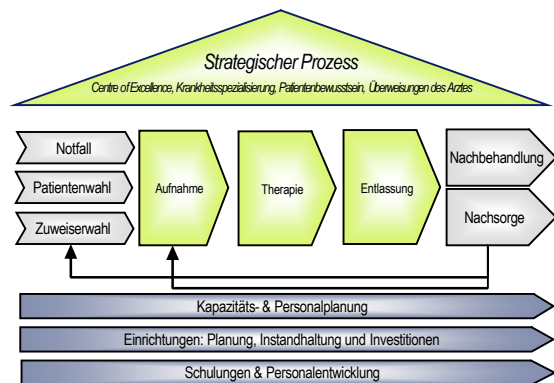 Strategischer Prozess
Centre of Excellence, Krankheitsspezialisierung, Patientenbewusstsein, Überweisungen des Arztes
Notfall
Patientenwahl
Zuweiserwahl
Aufnahme
Therapie
Entlassung
Nachbehandlung
Nachsorge
Kapazitäts- & Personalplanung
Einrichtungen: Planung, Instandhaltung und Investitionen
Schulungen & Personalentwicklung